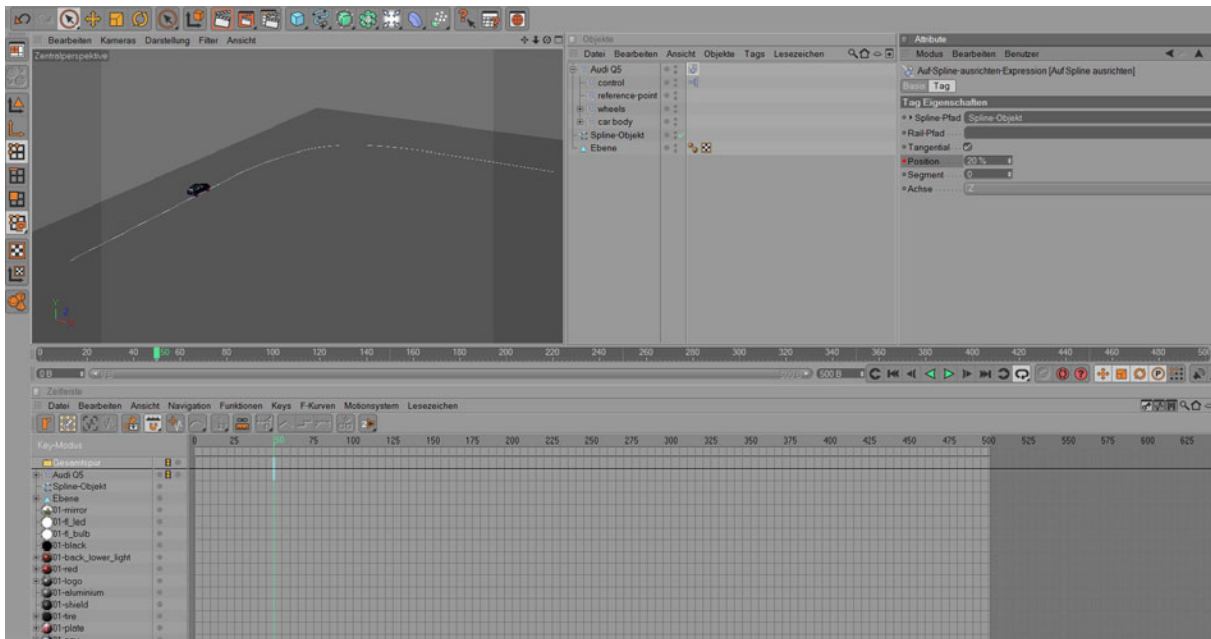 Bearbeiten Kameras Darstellung Filter Ansicht
Zentralperspektive
Y
Z
X
Objekte
Datei Bearbeiten Ansicht Objekte Tags Lesezeichen
Audi Q5
control
reference-point
wheels
car body
Spline-Objekt
Ebene
Attribute
Modus Bearbeiten Benutzer
Auf-Spline-ausrichten-Expression [Auf Spline ausrichten]
Basis Tag
Tag Eigenschaften
Spline-Pfad Spline-Objekt
Rail-Pfad
Tangential
Position 20 %
Segment 0
Achse Z
0 20 40 50 60 80 100 120 140 160 180 200 220 240 260 280 300 320 340 360 380 400 420 440 460 480 500
0 B 500 B
Zeitleiste
Datei Bearbeiten Ansicht Navigation Funktionen Keys F-Kurven Motionsystem Lesezeichen
Key-Modus
0 25 50 75 100 125 150 175 200 225 250 275 300 325 350 375 400 425 450 475 500 525 550 575 600 625
Gesamtspur
Audi Q5
Spline-Objekt
Ebene
01-mirror
01-fl_led
01-fl_bulb
01-black
01-back_lower_light
01-red
01-logo
01-aluminium
01-shield
01-tire
01-plate